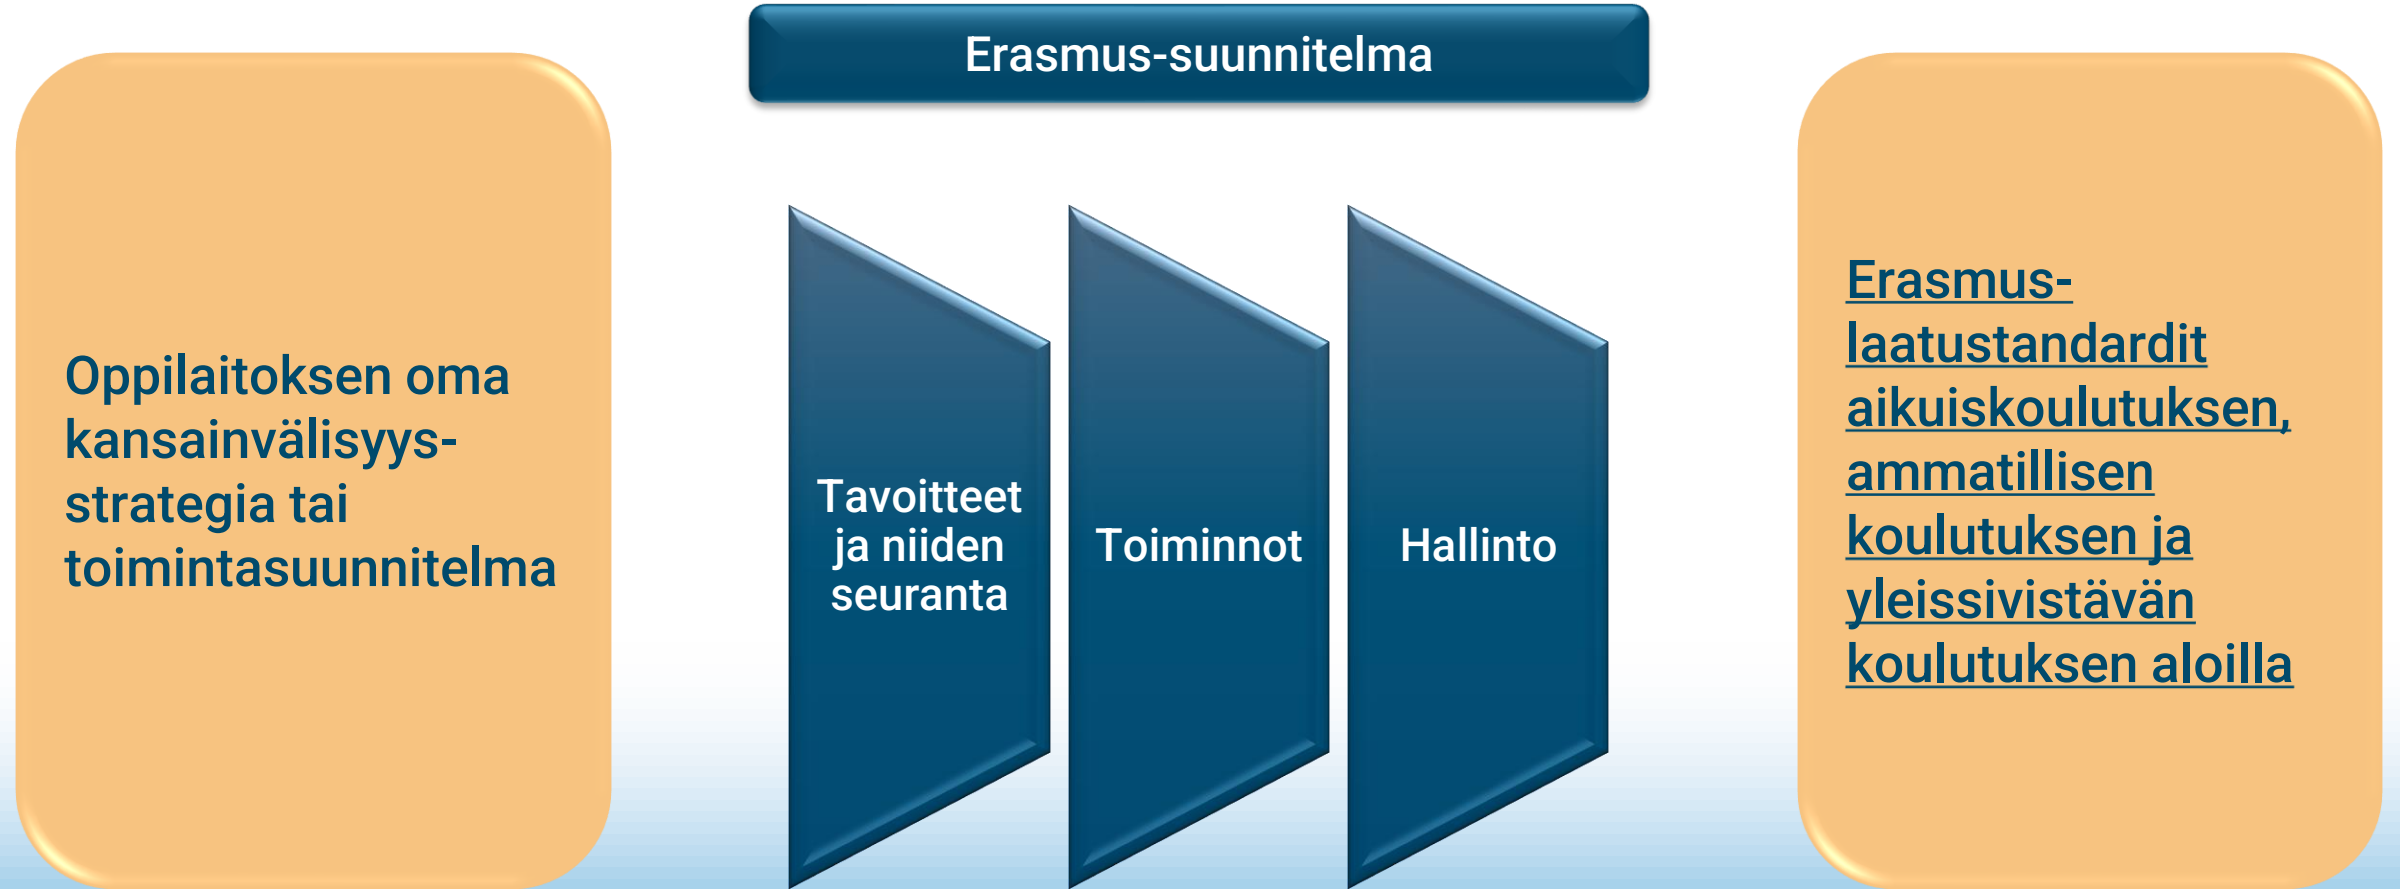 Erasmus-suunnitelma
Oppilaitoksen oma
kansainvälisyys-
strategia tai
toimintasuunnitelma
Tavoitteet
ja niiden
seuranta
Toiminnot
Hallinto
Erasmus-
laatustandardit
aikuiskoulutuksen,
ammatillisen
koulutuksen ja
yleissivistävän
koulutuksen aloilla